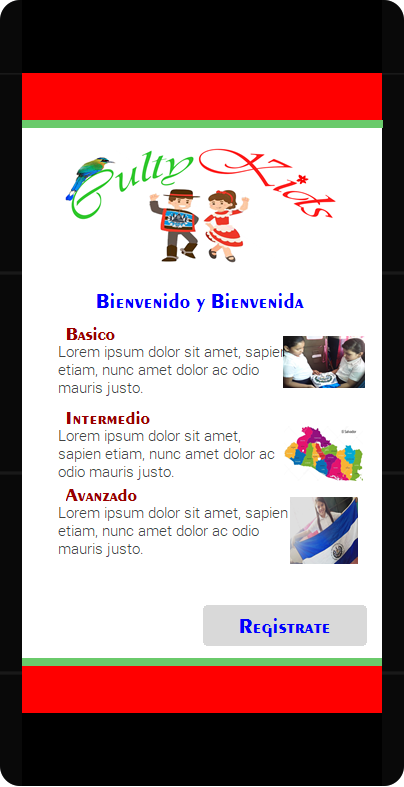 Culty Kids
Bienvenido y Bienvenida
Basico
Lorem ipsum dolor sit amet, sapien
etiam, nunc amet dolor ac odio
mauris justo.
Intermedio
Lorem ipsum dolor sit amet,
sapien etiam, nunc amet dolor ac
odio mauris justo.
El Salvador
Avanzado
Lorem ipsum dolor sit amet, sapien
etiam, nunc amet dolor ac odio
mauris justo.
Registrate